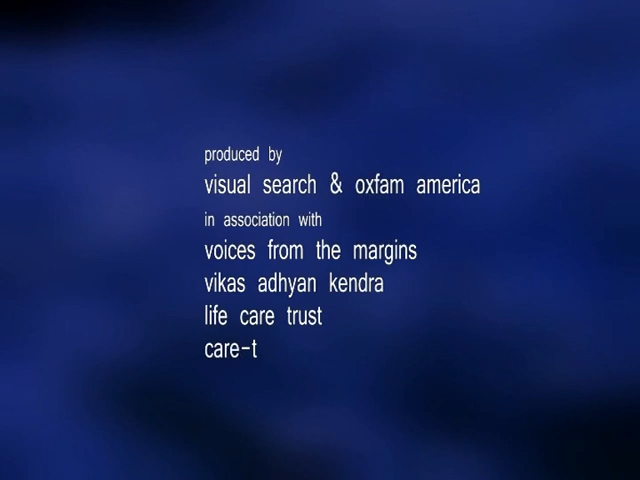 produced by
visual search & oxfam america
in association with
voices from the margins
vikas adhyan kendra
life care trust
care-t